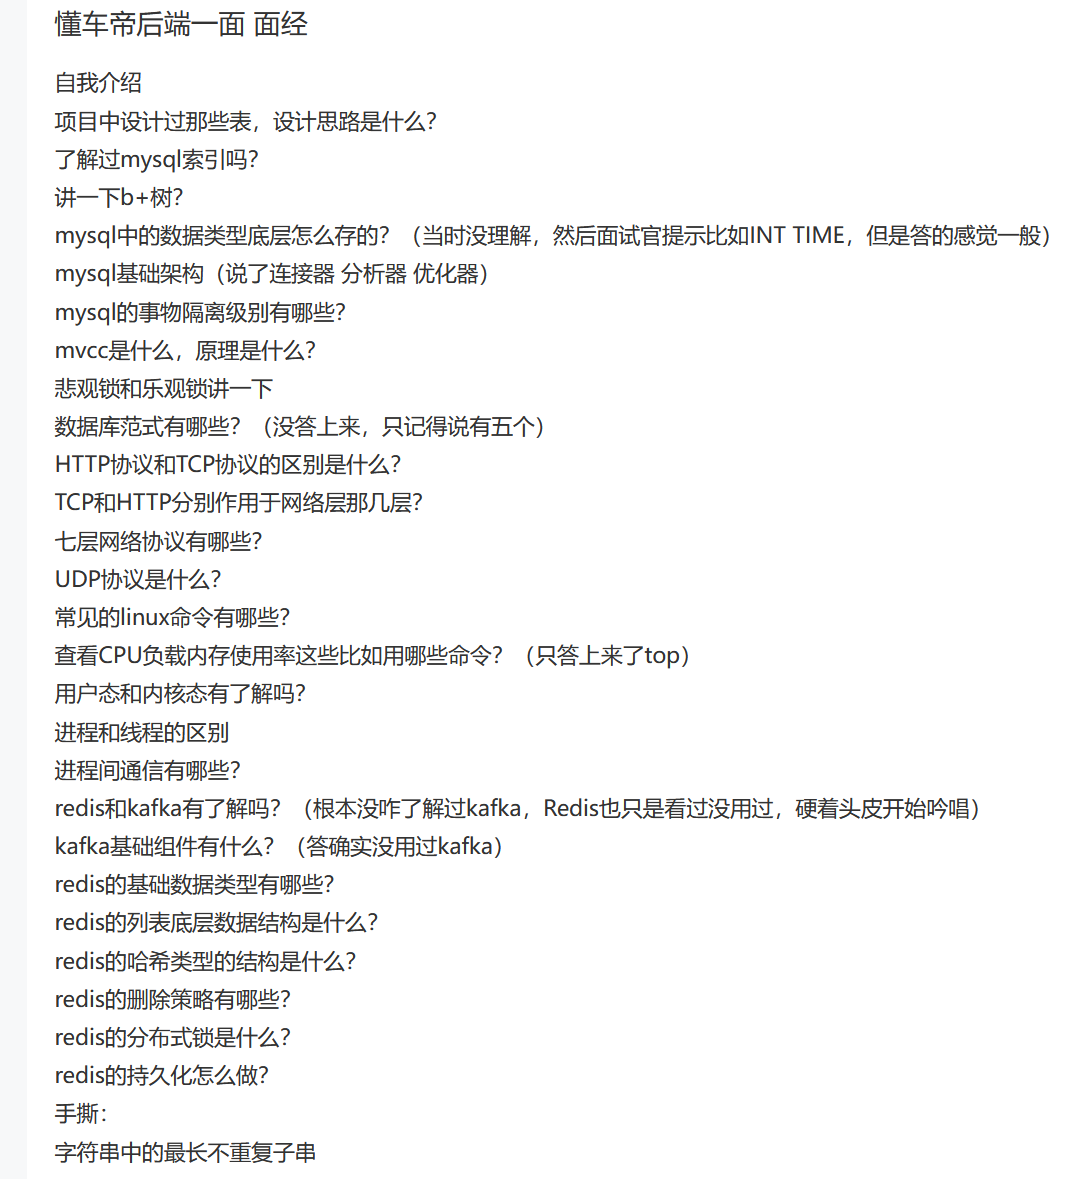 懂车帝后端一面 面经
自我介绍
项目中设计过那些表，设计思路是什么？
了解过mysql索引吗？
讲一下b+树？
mysql中的数据类型底层怎么存的？（当时没理解，然后面试官提示比如INT TIME，但是答的感觉一般）
mysql基础架构（说了连接器 分析器 优化器）
mysql的事物隔离级别有哪些？
mvcc是什么，原理是什么？
悲观锁和乐观锁讲一下
数据库范式有哪些？（没答上来，只记得说有五个）
HTTP协议和TCP协议的区别是什么？
TCP和HTTP分别作用于网络层那几层？
七层网络协议有哪些？
UDP协议是什么？
常见的linux命令有哪些？
查看CPU负载内存使用率这些比如用哪些命令？（只答上来了top）
用户态和内核态有了解吗？
进程和线程的区别
进程间通信有哪些？
redis和kafka有了解吗？（根本没咋了解过kafka，Redis也只是看过没用过，硬着头皮开始吟唱）
kafka基础组件有什么？（答确实没用过kafka）
redis的基础数据类型有哪些？
redis的列表底层数据结构是什么？
redis的哈希类型的结构是什么？
redis的删除策略有哪些？
redis的分布式锁是什么？
redis的持久化怎么做？
手撕：
字符串中的最长不重复子串